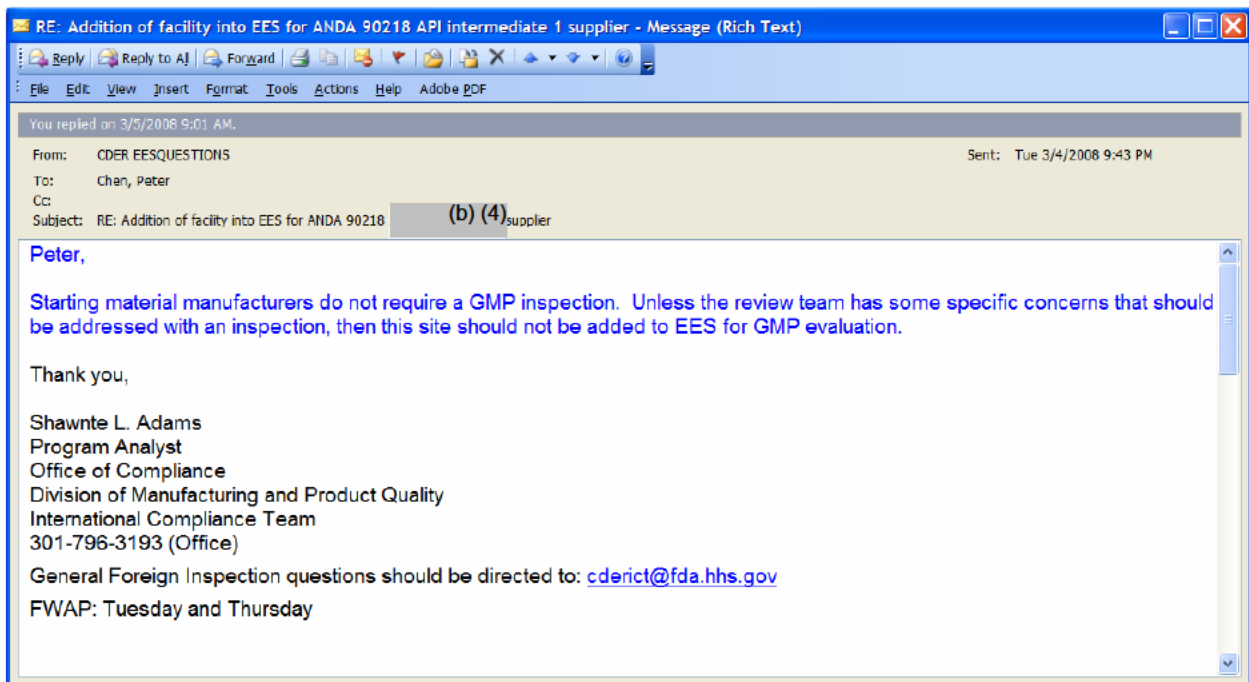 RE: Addition of facility into EES for ANDA 90218 API intermediate 1 supplier - Message (Rich Text)
Reply Reply to All Forward
File Edit View Insert Format Tools Actions Help Adobe PDF
You replied on 3/5/2008 9:01 AM.
From: CDER EESQUESTIONS Sent: Tue 3/4/2008 9:43 PM
To: Chen, Peter
Cc:
Subject: RE: Addition of facility into EES for ANDA 90218 (b) (4) supplier
Peter,
Starting material manufacturers do not require a GMP inspection. Unless the review team has some specific concerns that should
be addressed with an inspection, then this site should not be added to EES for GMP evaluation.
Thank you,
Shawnte L. Adams
Program Analyst
Office of Compliance
Division of Manufacturing and Product Quality
International Compliance Team
301-796-3193 (Office)
General Foreign Inspection questions should be directed to: cderict@fda.hhs.gov
FWAP: Tuesday and Thursday